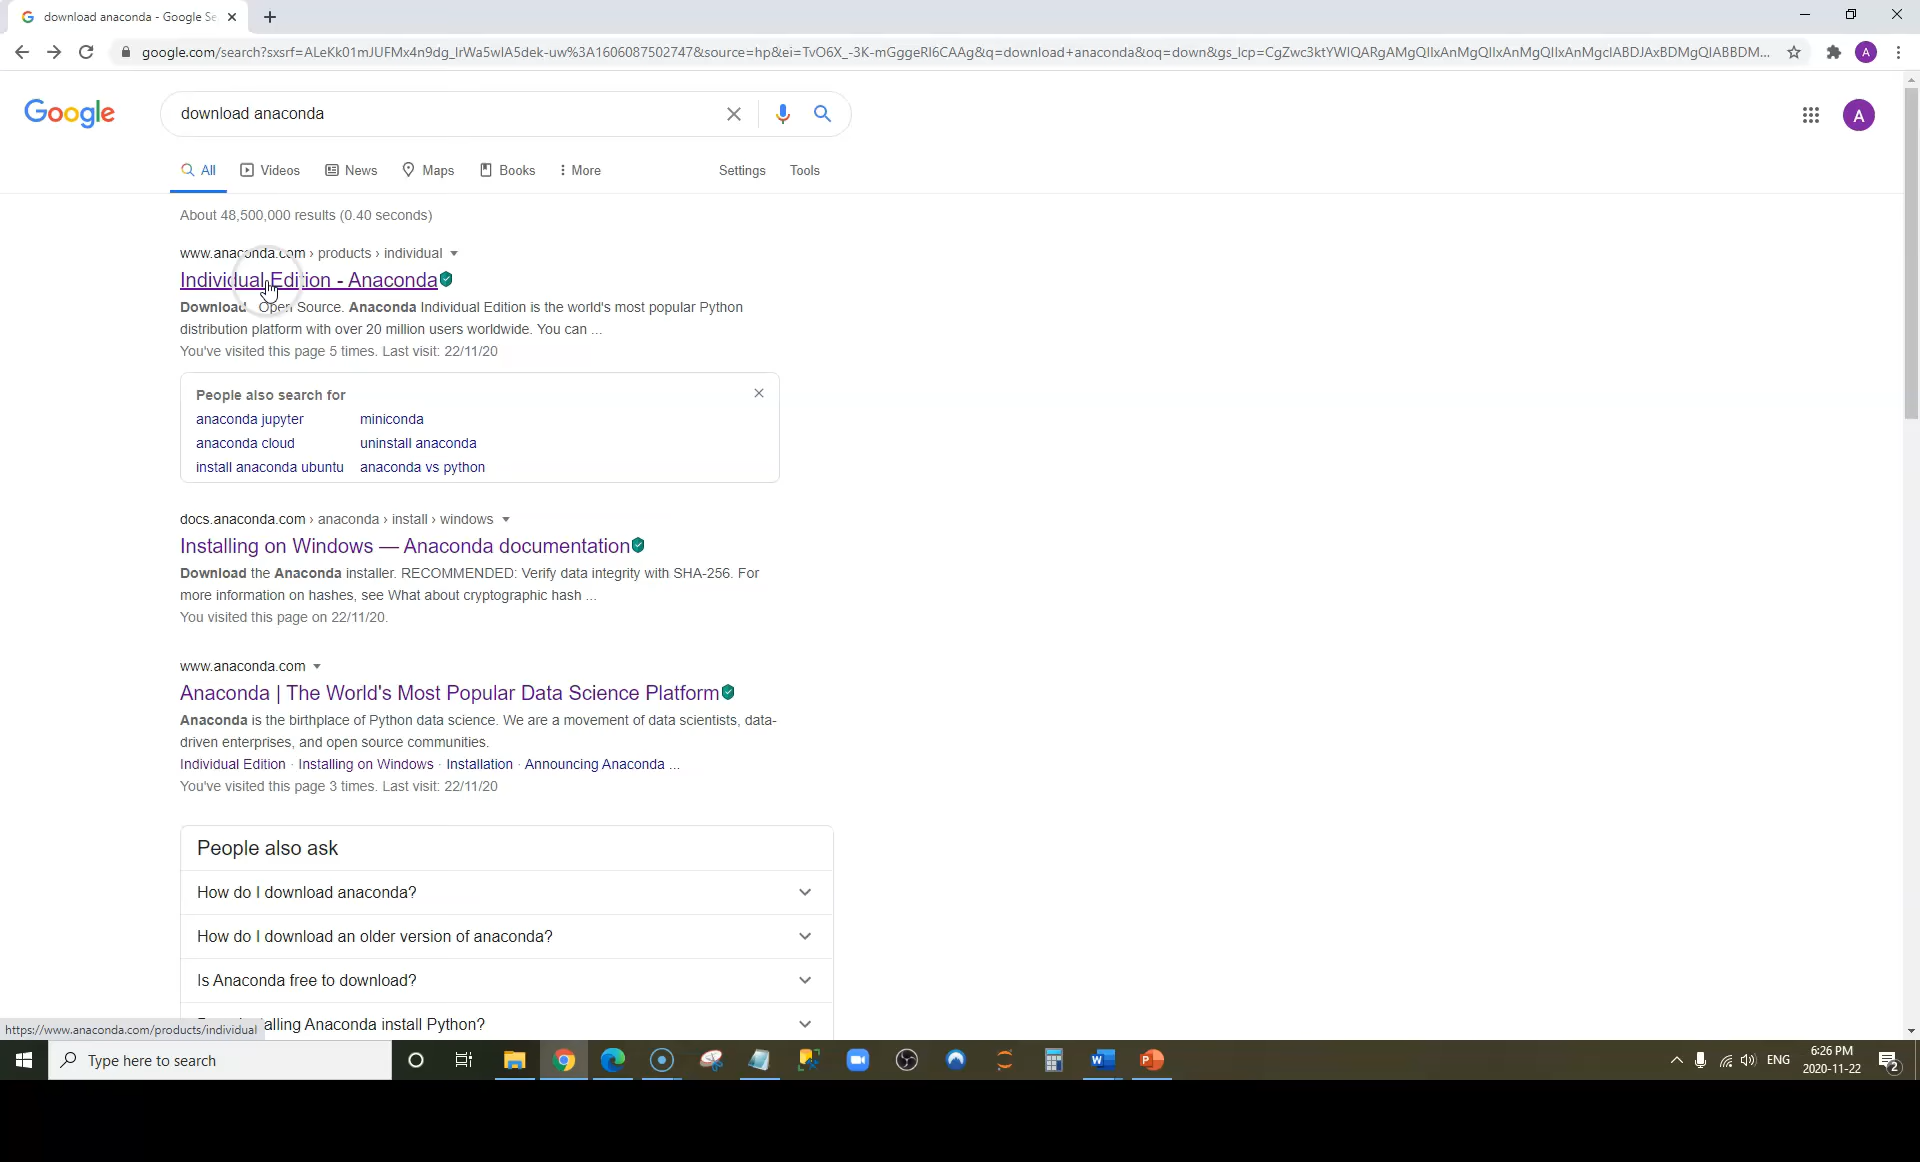 download anaconda - Google Se
google.com/search?sxsrf=ALeKk01mJUFMx4n9dg_IrWa5wIA5dek-uw%3A1606087502747&source=hp&ei=TvO6X_-3K-mGggeRl6CAAg&q=download+anaconda&oq=down&gs_lcp=CgZwc3ktYWIQARgAMgQIIxAnMgQIIxAnMgQIIxAnMgcIABDJAxBDMgQIABBDM...
A
Google
download anaconda
A
All Videos News Maps Books More Settings Tools
About 48,500,000 results (0.40 seconds)
www.anaconda.com › products › individual
Individual Edition - Anaconda
Download Open Source. Anaconda Individual Edition is the world's most popular Python
distribution platform with over 20 million users worldwide. You can ...
You've visited this page 5 times. Last visit: 22/11/20
People also search for
anaconda jupyter miniconda
anaconda cloud uninstall anaconda
install anaconda ubuntu anaconda vs python
docs.anaconda.com › anaconda › install › windows
Installing on Windows — Anaconda documentation
Download the Anaconda installer. RECOMMENDED: Verify data integrity with SHA-256. For
more information on hashes, see What about cryptographic hash ...
You visited this page on 22/11/20.
www.anaconda.com
Anaconda | The World's Most Popular Data Science Platform
Anaconda is the birthplace of Python data science. We are a movement of data scientists, data-
driven enterprises, and open source communities.
Individual Edition · Installing on Windows · Installation · Announcing Anaconda ...
You've visited this page 3 times. Last visit: 22/11/20
People also ask
How do I download anaconda?
How do I download an older version of anaconda?
Is Anaconda free to download?
alling Anaconda install Python?
https://www.anaconda.com/products/individual
Type here to search
ENG
6:26 PM
2020-11-22
2